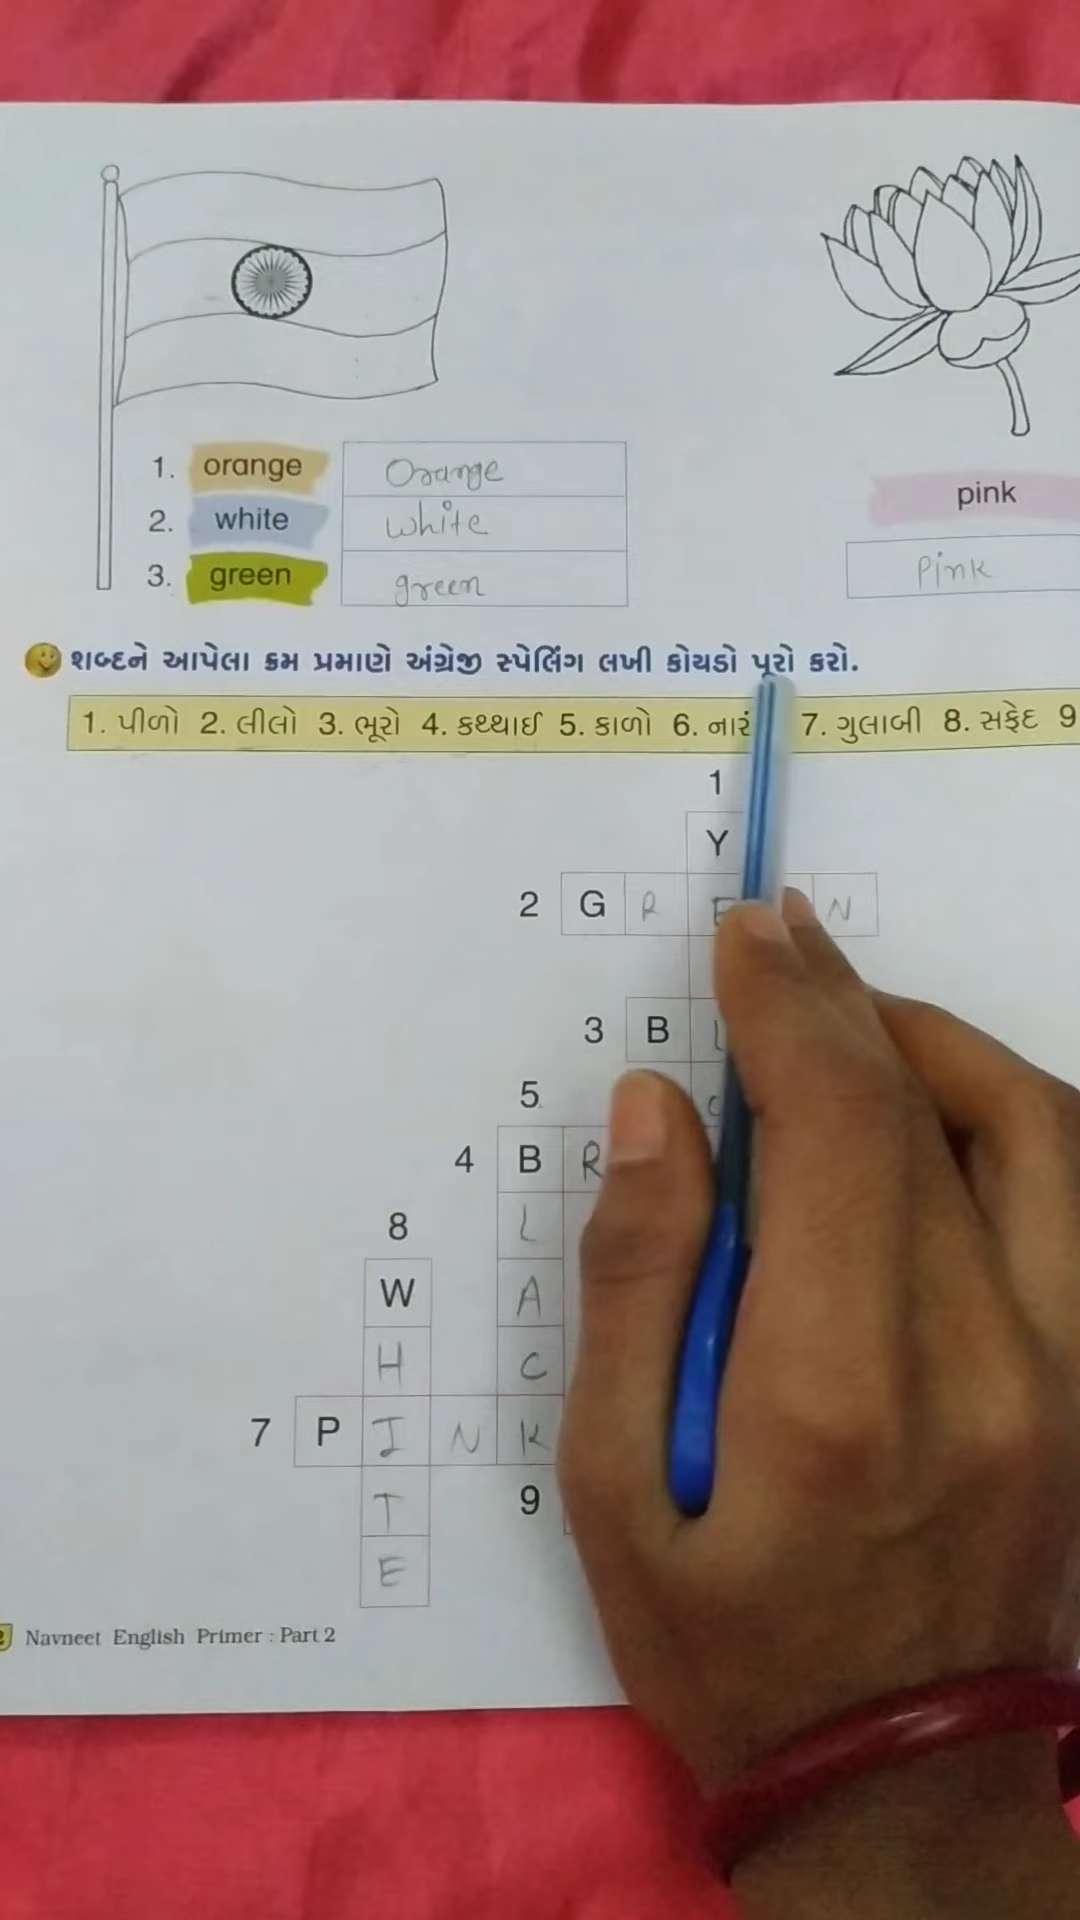 1. orange Orange
2. white white
3. green green
pink
Pink
શબ્દને આપેલા ક્રમ પ્રમાણે અંગ્રેજી સ્પેલિંગ લખી કોયડો પૂરો કરો.
1. પીળો 2. લીલો 3. ભૂરો 4. કથ્થાઈ 5. કાળો 6. 7. ગુલાબી 8. સફેદ 9
1
Y
2 G R E N
3 B L
5.
4 B R
L
8
W A
H C
7 P I N K
T 9
E
Navneet English Primer : Part 2